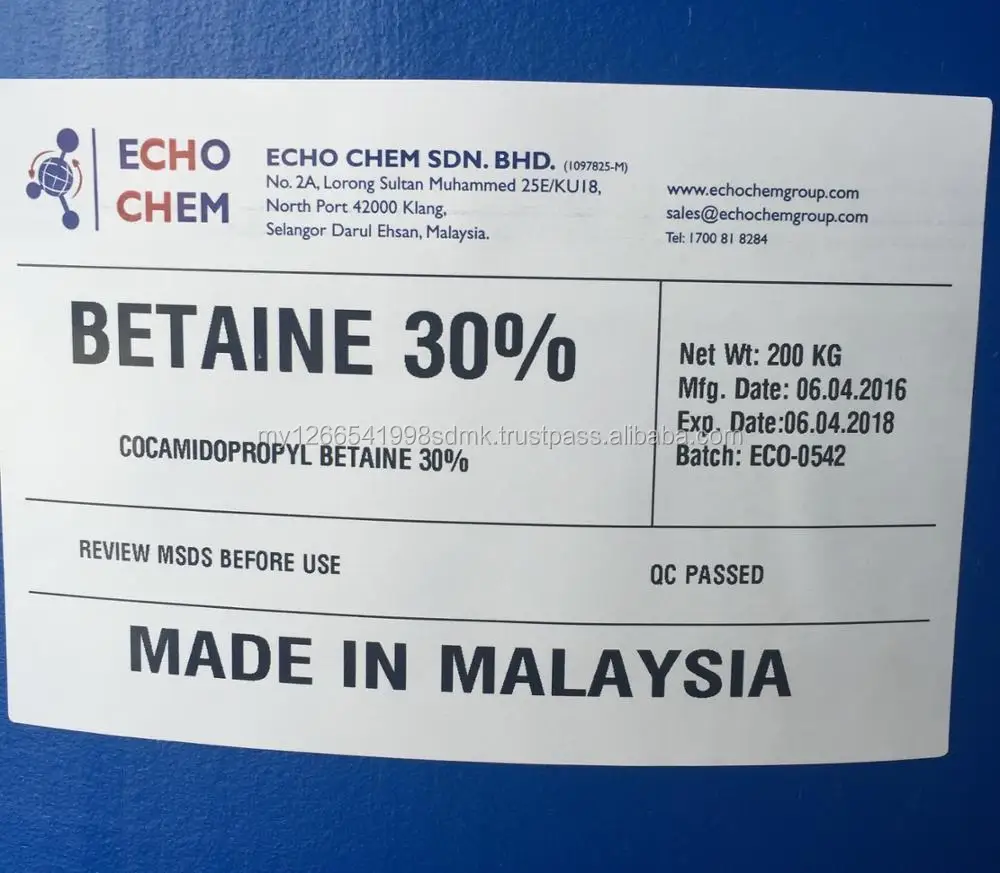 ECHO
CHEM
ECHO CHEM SDN. BHD. (1097825-M)
No. 2A, Lorong Sultan Muhammed 25E/KU18,
North Port 42000 Klang,
Selangor Darul Ehsan, Malaysia.
www.echochemgroup.com
sales@echochemgroup.com
Tel: 1700 81 8284
BETAINE 30%
COCAMIDOPROPYL BETAINE 30%
Net Wt: 200 KG
Mfg. Date: 06.04.2016
Exp. Date:06.04.2018
Batch: ECO-0542
my1266541998sdmk.trustpass.alibaba.com
REVIEW MSDS BEFORE USE
QC PASSED
MADE IN MALAYSIA